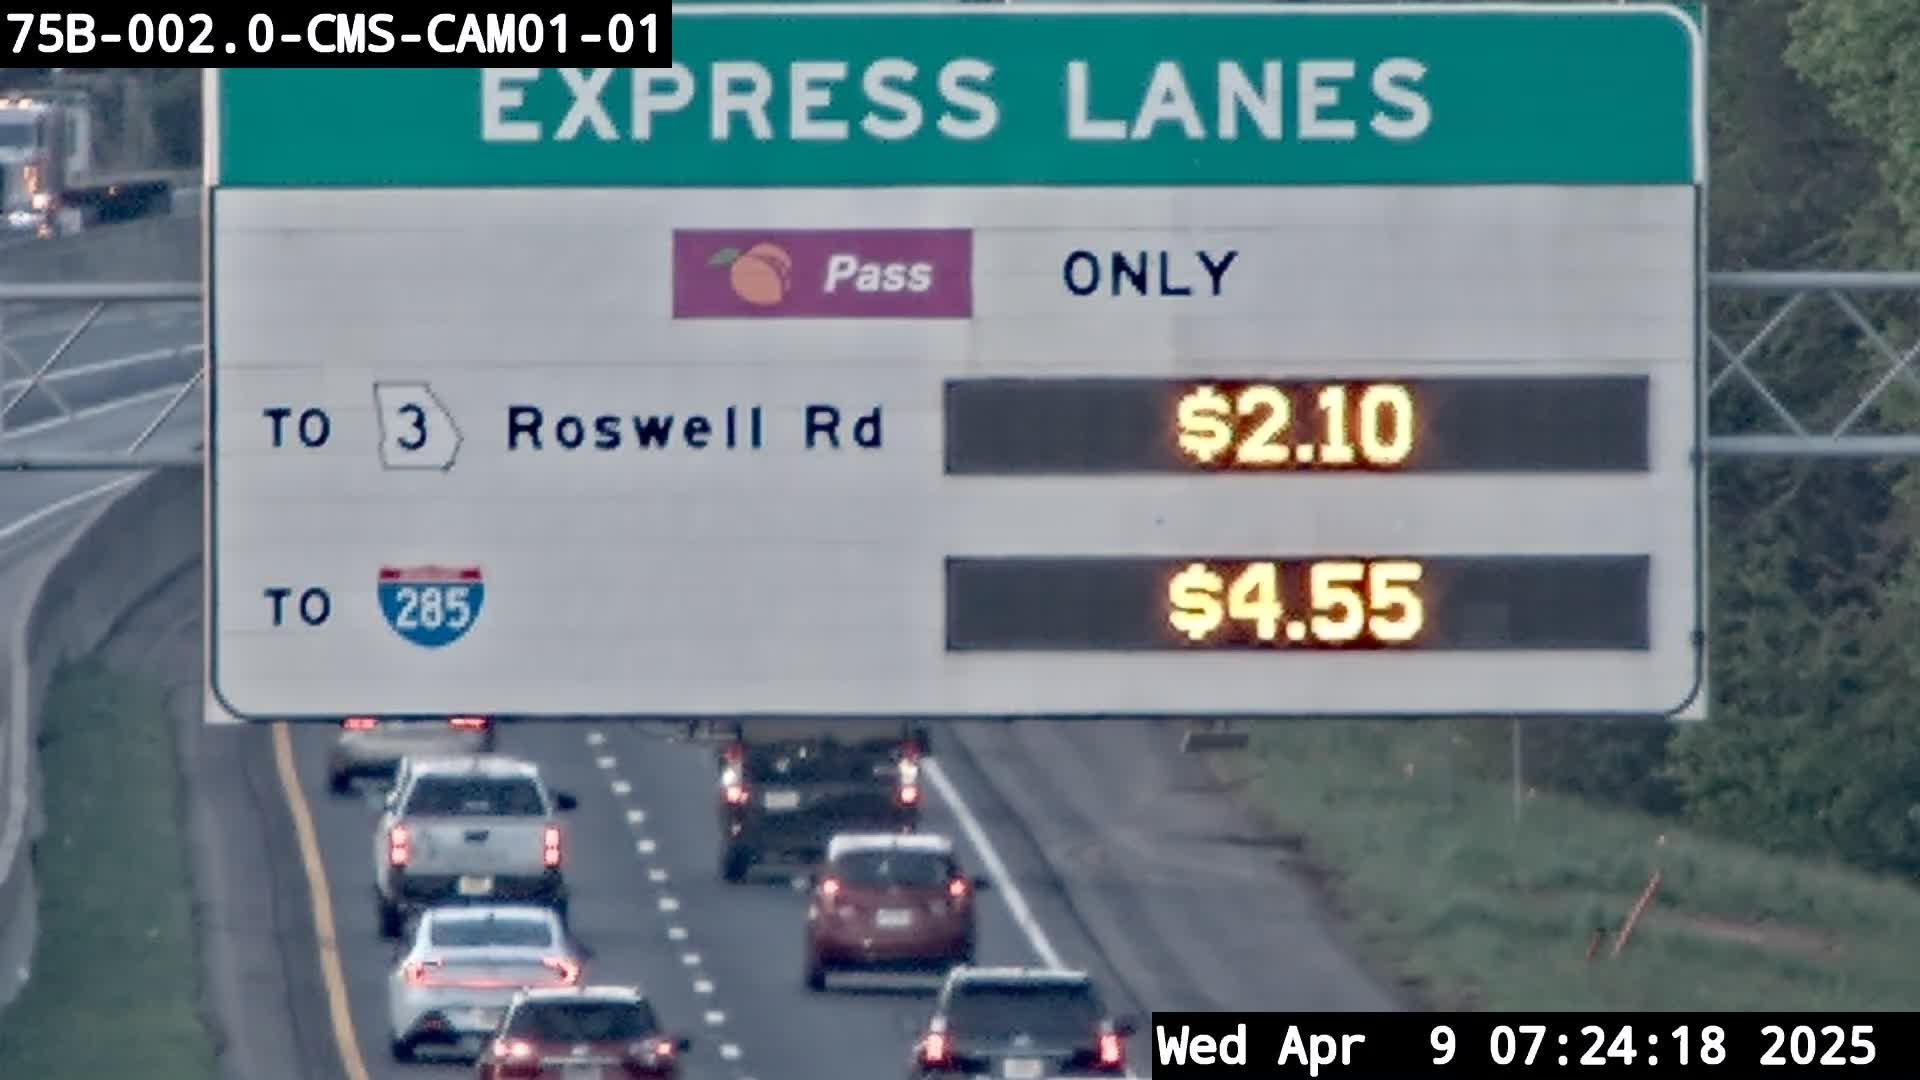 75B-002.0-CMS-CAM01-01
EXPRESS LANES
Pass ONLY
TO 3 Roswell Rd $2.10
TO 285 $4.55
Wed Apr 9 07:24:18 2025